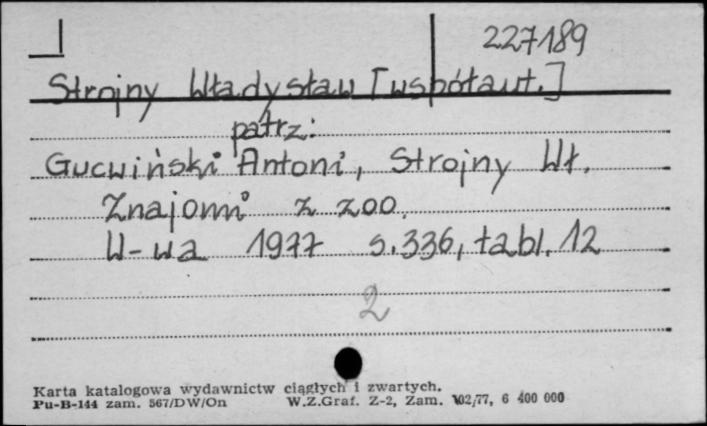 227189
Strojny Władysław [współaut.]
patrz:
Gucwiński Antoni, Strojny Wł.
Znajomi z zoo.
W-wa 1977 s.336, tabl. 12
2
Karta katalogowa wydawnictw ciągłych i zwartych.
Pu-B-144 zam. 567/DW/On W.Z.Graf. Z-2, Zam. 102/77, 6 400 000